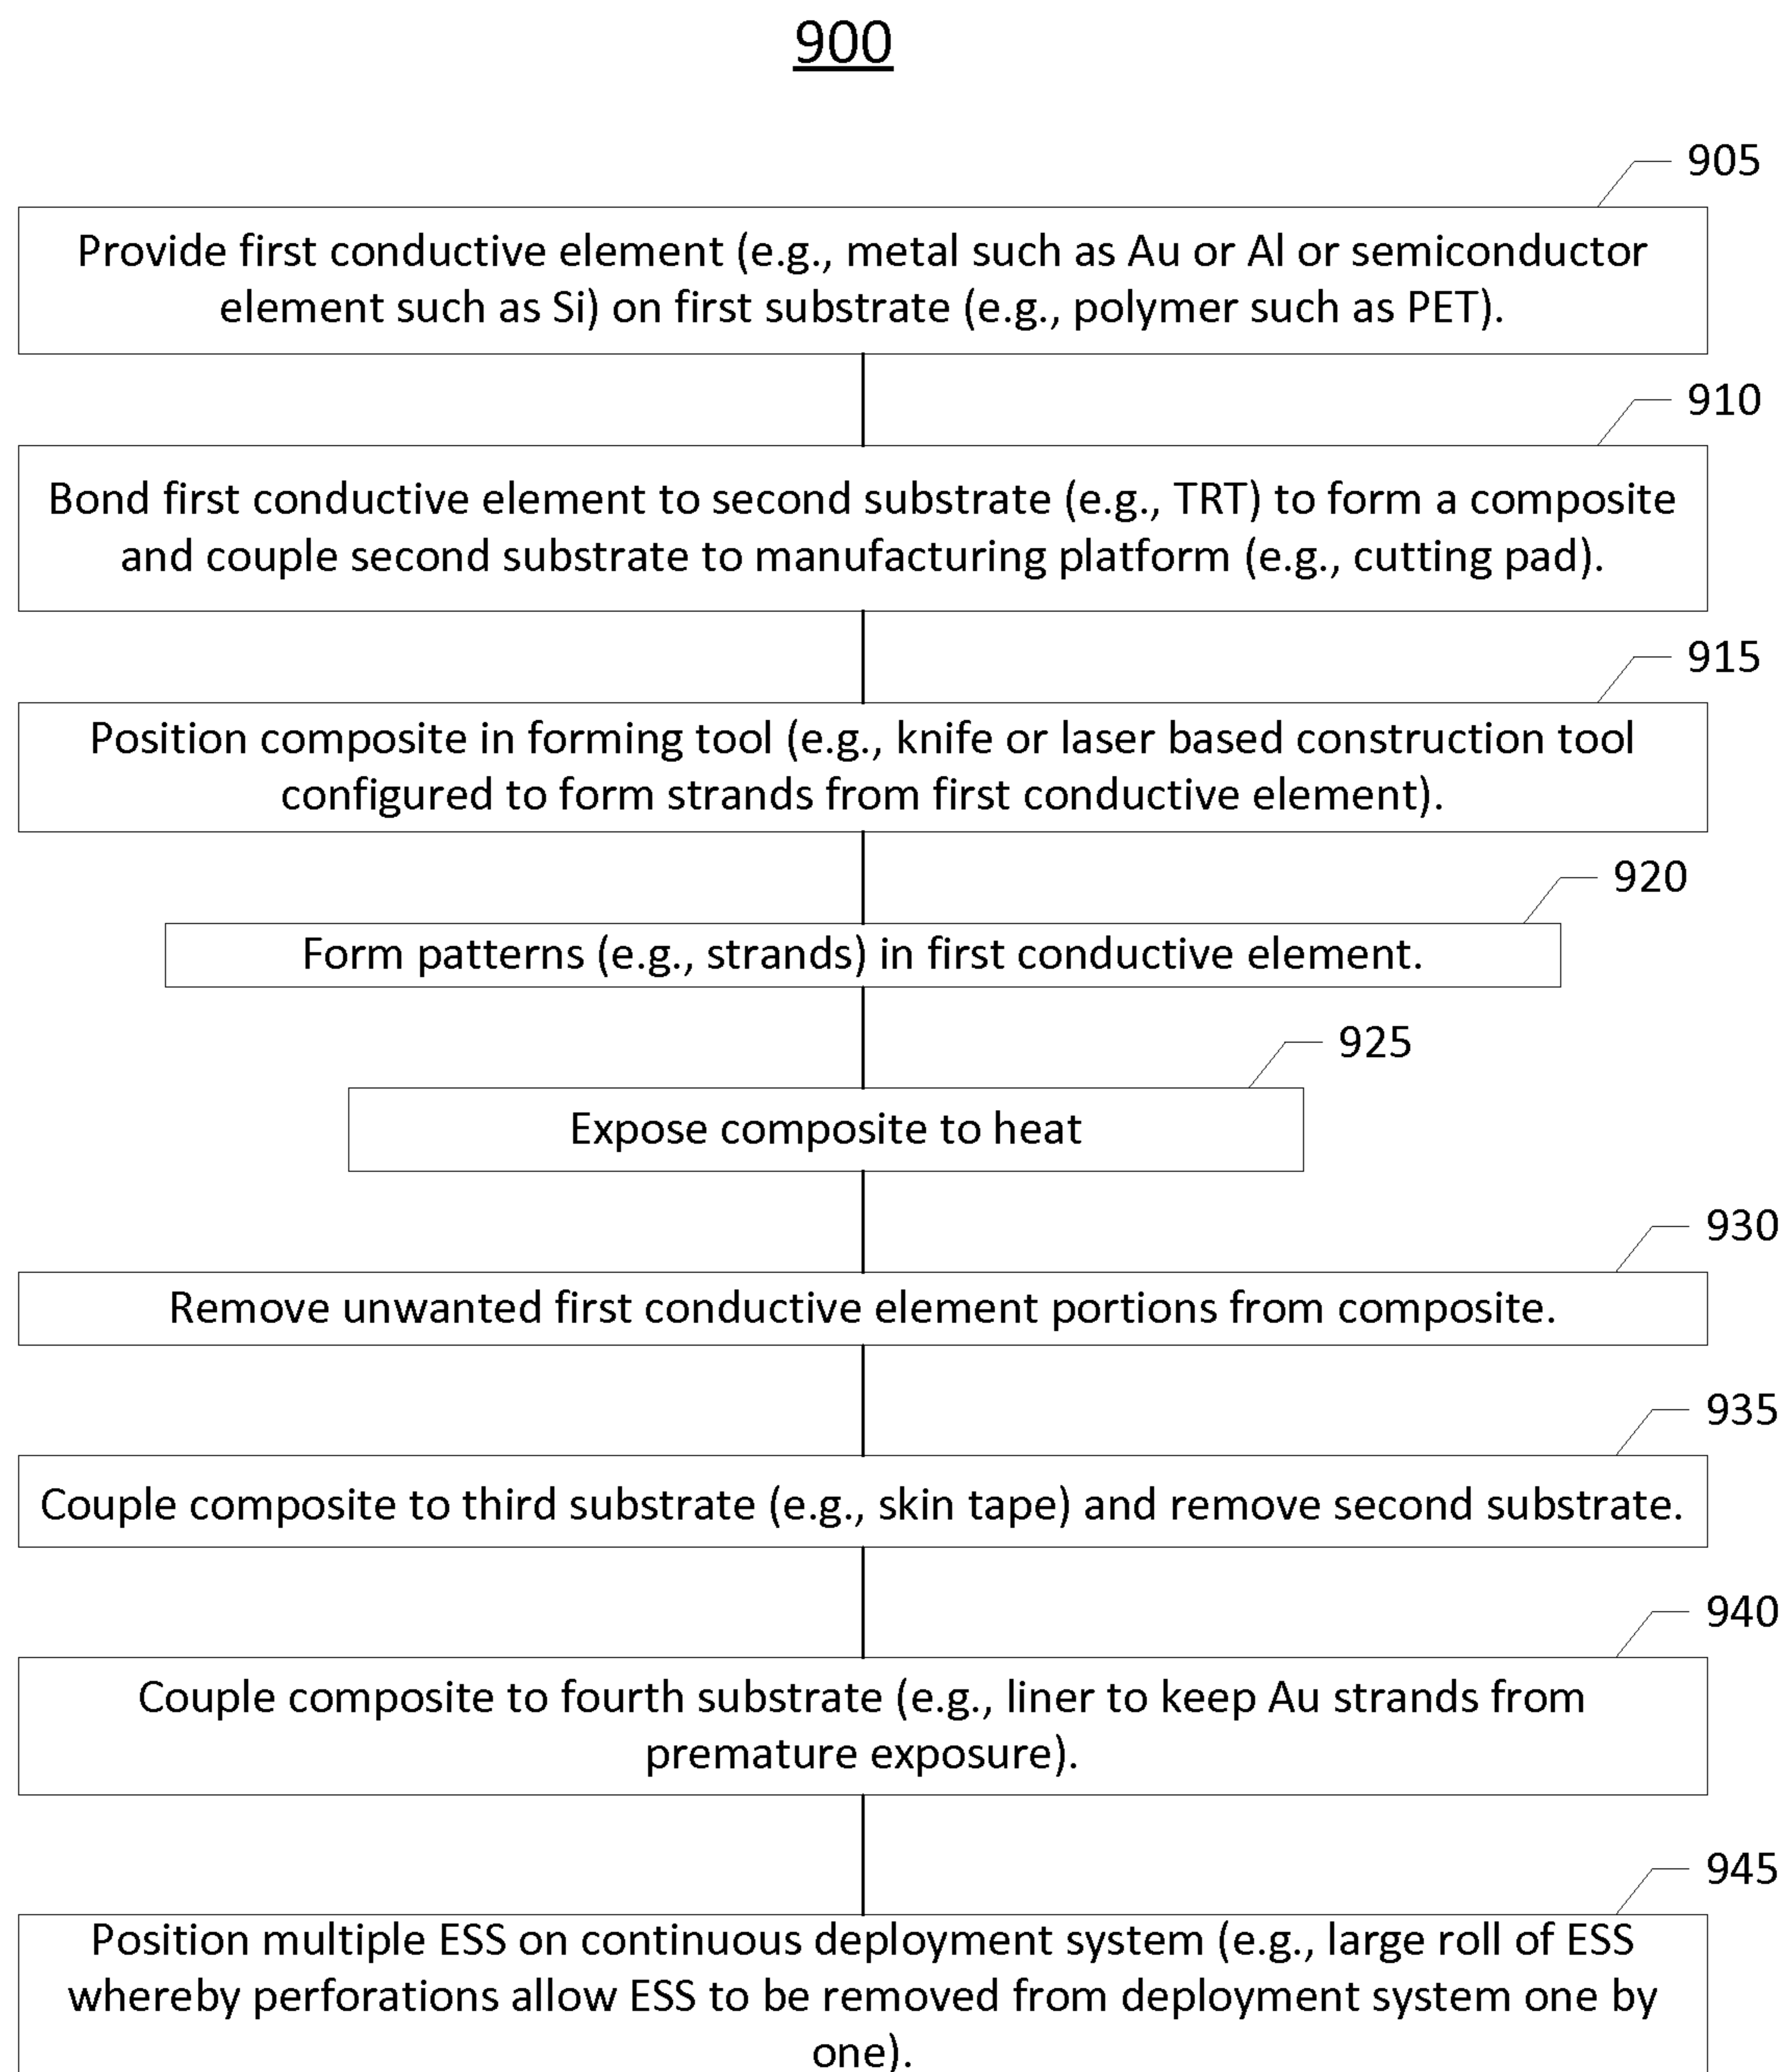 900
905
Provide first conductive element (e.g., metal such as Au or Al or semiconductor
element such as Si) on first substrate (e.g., polymer such as PET).
910
Bond first conductive element to second substrate (e.g., TRT) to form a composite
and couple second substrate to manufacturing platform (e.g., cutting pad).
915
Position composite in forming tool (e.g., knife or laser based construction tool
configured to form strands from first conductive element).
920
Form patterns (e.g., strands) in first conductive element.
925
Expose composite to heat
930
Remove unwanted first conductive element portions from composite.
935
Couple composite to third substrate (e.g., skin tape) and remove second substrate.
940
Couple composite to fourth substrate (e.g., liner to keep Au strands from
premature exposure).
945
Position multiple ESS on continuous deployment system (e.g., large roll of ESS
whereby perforations allow ESS to be removed from deployment system one by
one).